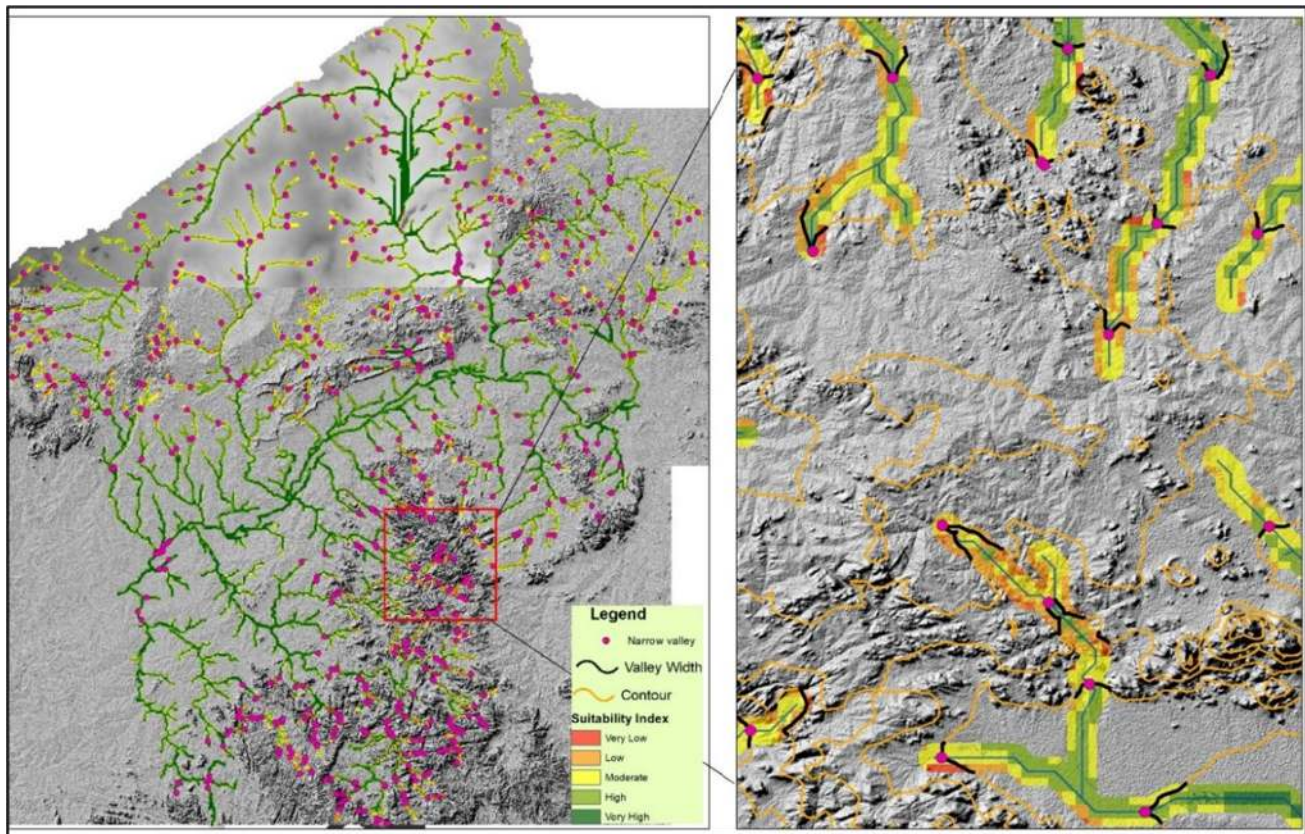 Legend
Narrow valley
Valley Width
Contour
Suitability Index
Very Low
Low
Moderate
High
Very High